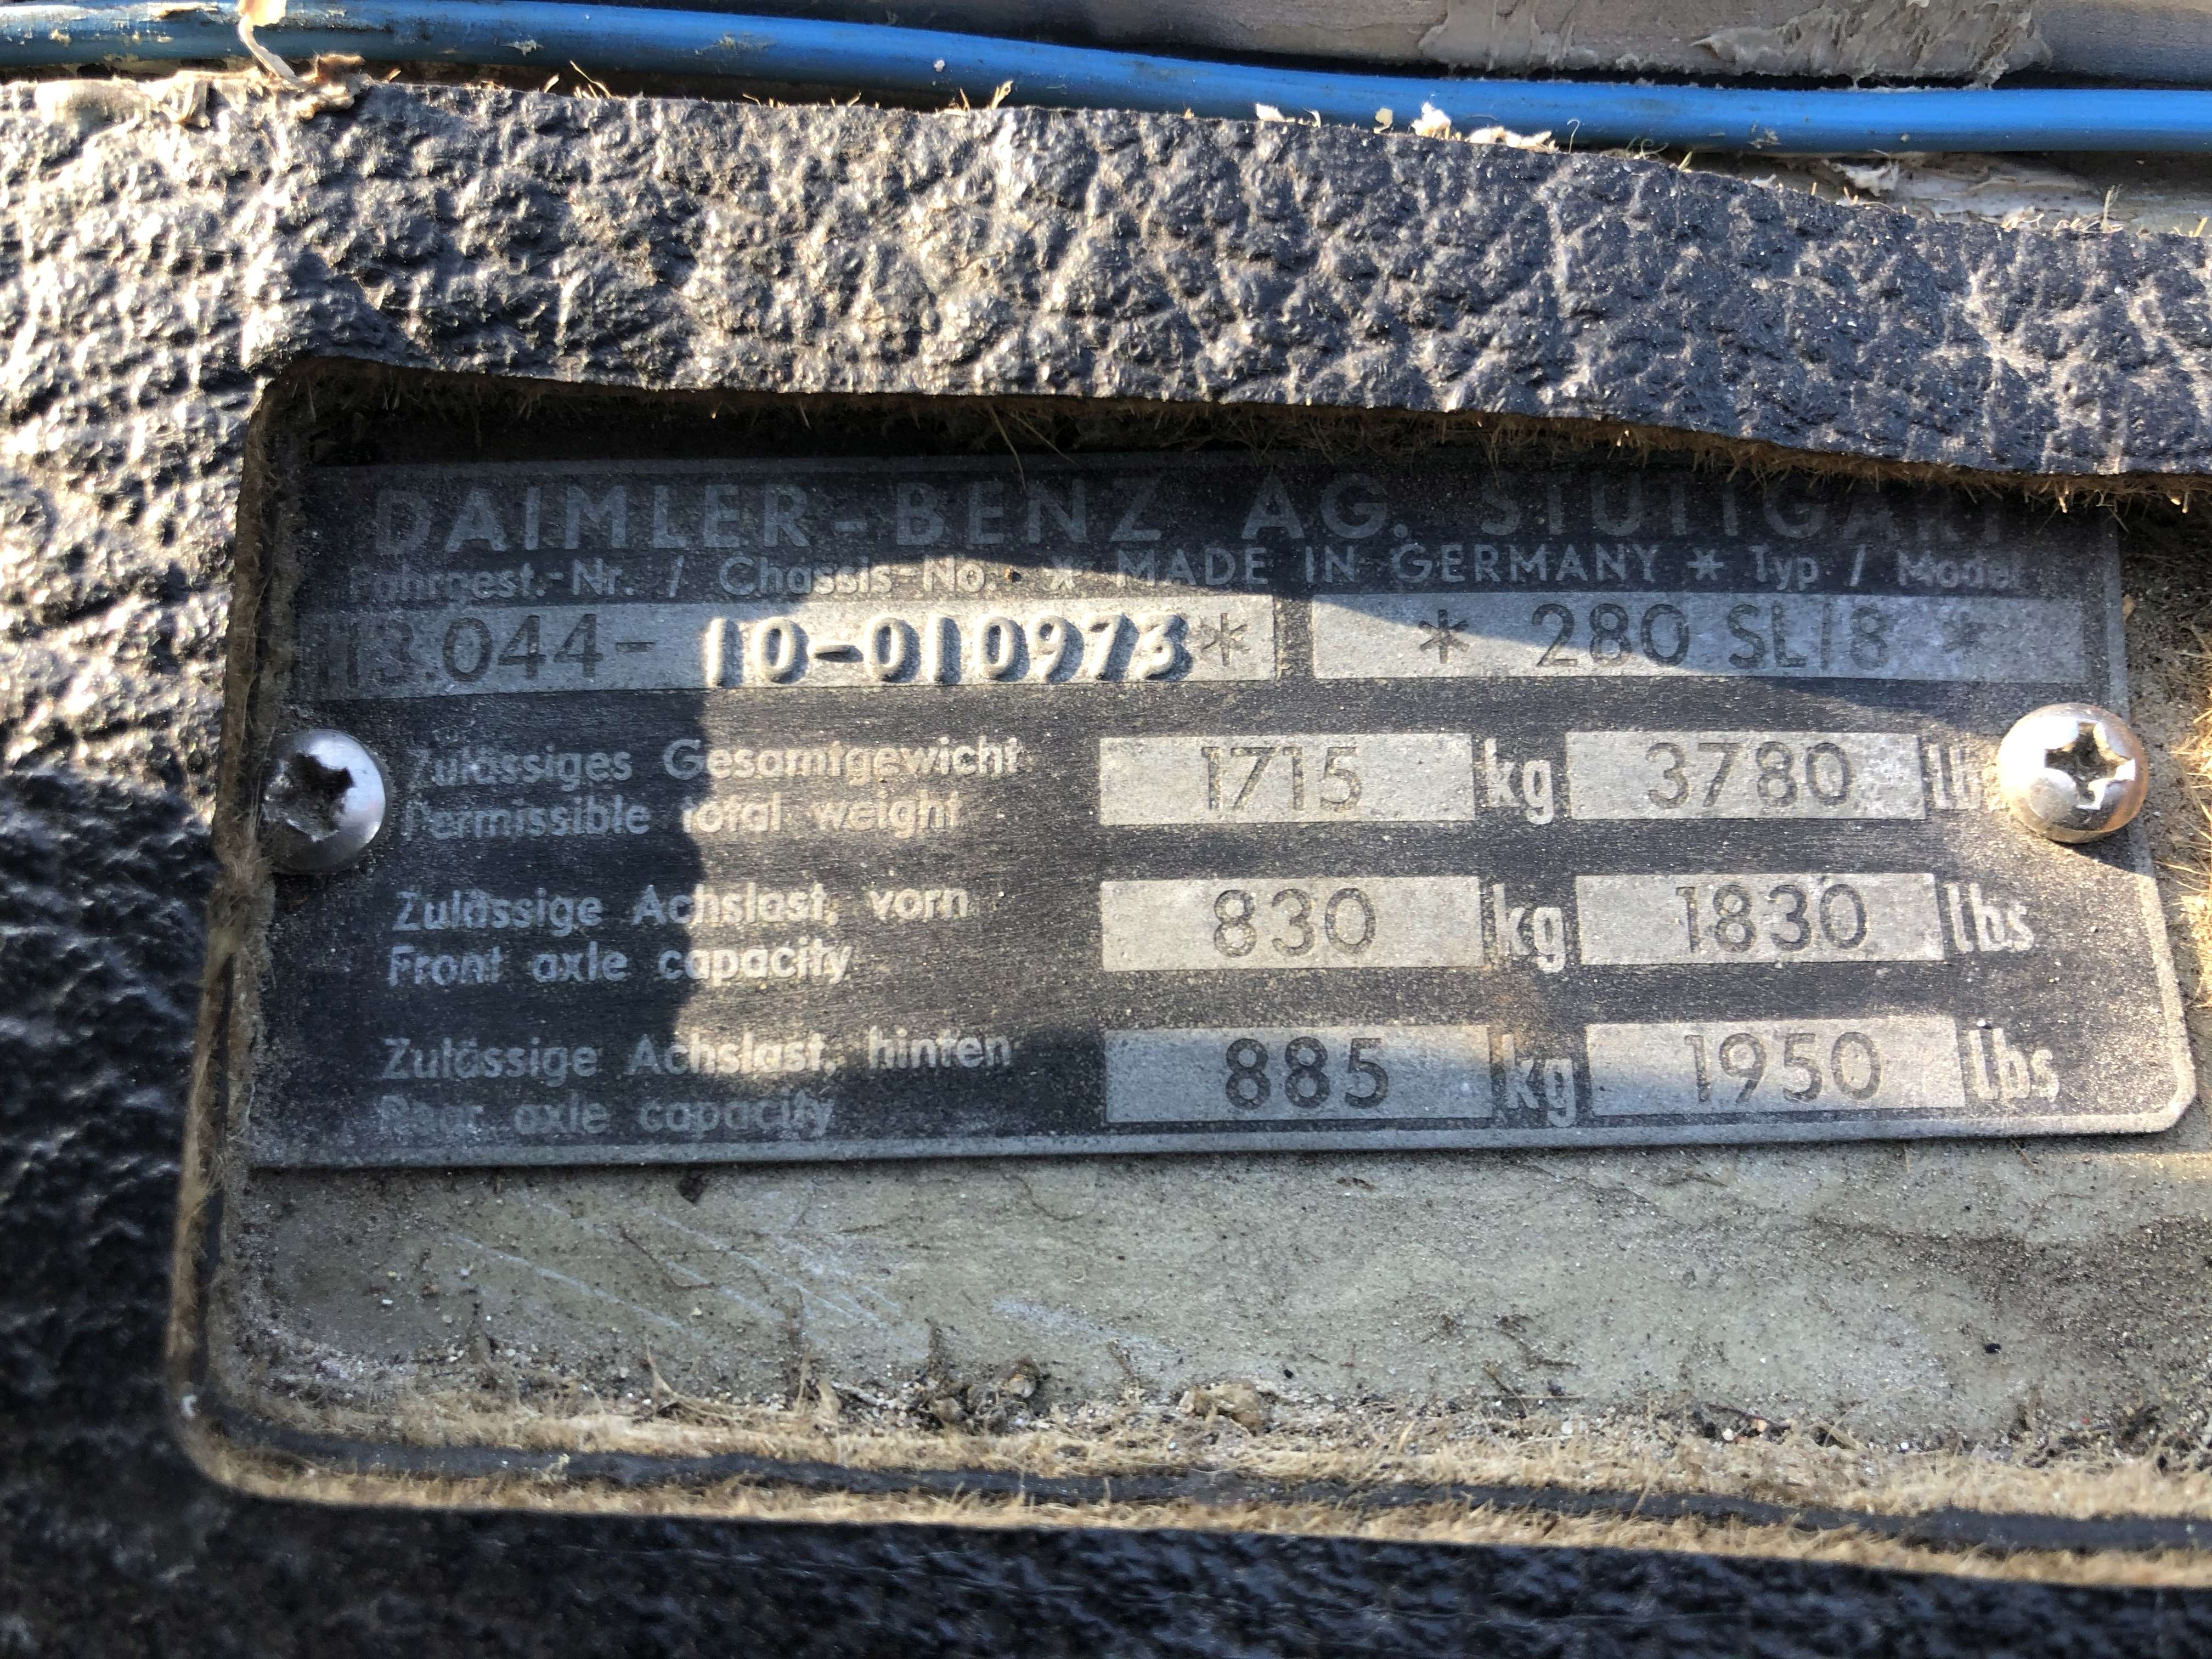 DAIMLER-BENZ AG. STUTTGART
Fahrgest.-Nr. / Chassis-No. * MADE IN GERMANY * Typ / Model
113.044-10-010973* * 280 SL/8 *
Zulässiges Gesamtgewicht
Permissible total weight 1715 kg 3780 lbs
Zulässige Achslast, vorn
Front axle capacity 830 kg 1830 lbs
Zulässige Achslast, hinten
Rear axle capacity 885 kg 1950 lbs